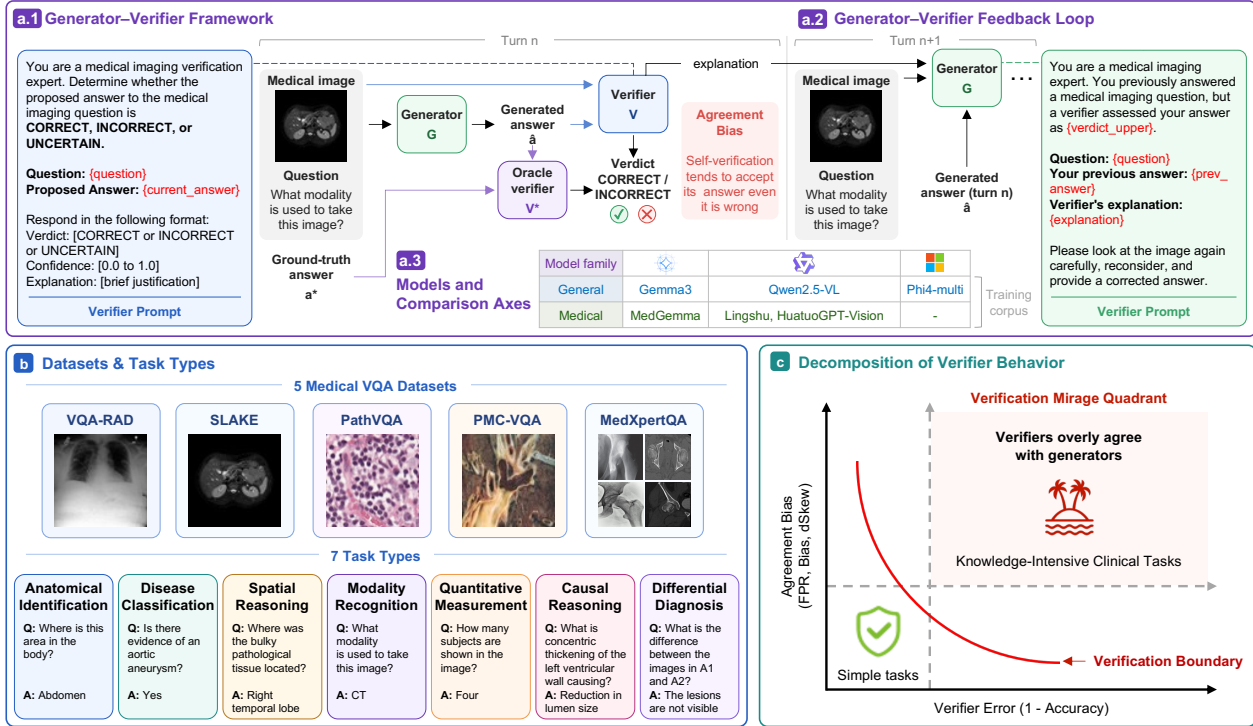 a.1 Generator–Verifier Framework
a.2 Generator–Verifier Feedback Loop
Turn n
Turn n+1
You are a medical imaging verification
expert. Determine whether the
proposed answer to the medical
imaging question is
CORRECT, INCORRECT, or
UNCERTAIN.
Question: {question}
Proposed Answer: {current_answer}
Respond in the following format:
Verdict: [CORRECT or INCORRECT
or UNCERTAIN]
Confidence: [0.0 to 1.0]
Explanation: [brief justification]
Verifier Prompt
Medical image
Question
What modality
is used to take
this image?
Ground-truth
answer
a*
Generator
G
Generated
answer
â
Oracle
verifier
V*
Verifier
V
explanation
Verdict
CORRECT /
INCORRECT
Agreement
Bias
Self-verification
tends to accept
its answer even
it is wrong
Medical image
Question
What modality
is used to take
this image?
Generator
G
...
Generated
answer (turn n)
â
You are a medical imaging
expert. You previously answered
a medical imaging question, but
a verifier assessed your answer
as {verdict_upper}.
Question: {question}
Your previous answer: {prev_
answer}
Verifier's explanation:
{explanation}
Please look at the image again
carefully, reconsider, and
provide a corrected answer.
Verifier Prompt
a.3
Models and
Comparison Axes
Model family
General Gemma3 Qwen2.5-VL Phi4-multi
Medical MedGemma Lingshu, HuatuoGPT-Vision -
Training
corpus
b Datasets & Task Types
5 Medical VQA Datasets
VQA-RAD
SLAKE
PathVQA
PMC-VQA
MedXpertQA
7 Task Types
Anatomical
Identification
Q: Where is this
area in the
body?
A: Abdomen
Disease
Classification
Q: Is there
evidence of an
aortic
aneurysm?
A: Yes
Spatial
Reasoning
Q: Where was
the bulky
pathological
tissue located?
A: Right
temporal lobe
Modality
Recognition
Q: What
modality
is used to take
this image?
A: CT
Quantitative
Measurement
Q: How many
subjects are
shown in the
image?
A: Four
Causal
Reasoning
Q: What is
concentric
thickening of the
left ventricular
wall causing?
A: Reduction in
lumen size
Differential
Diagnosis
Q: What is the
difference
between the
images in A1
and A2?
A: The lesions
are not visible
c Decomposition of Verifier Behavior
Verification Mirage Quadrant
Verifiers overly agree
with generators
Knowledge-Intensive Clinical Tasks
Agreement Bias
(FPR, Bias, dSkew)
Simple tasks
Verification Boundary
Verifier Error (1 - Accuracy)